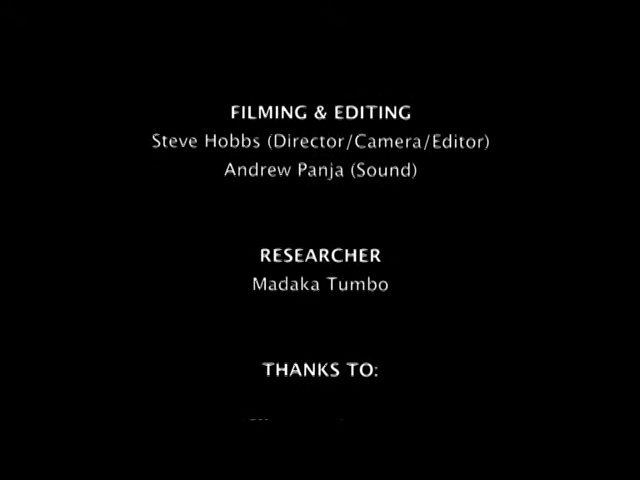 FILMING & EDITING
Steve Hobbs (Director/Camera/Editor)
Andrew Panja (Sound)
RESEARCHER
Madaka Tumbo
THANKS TO: